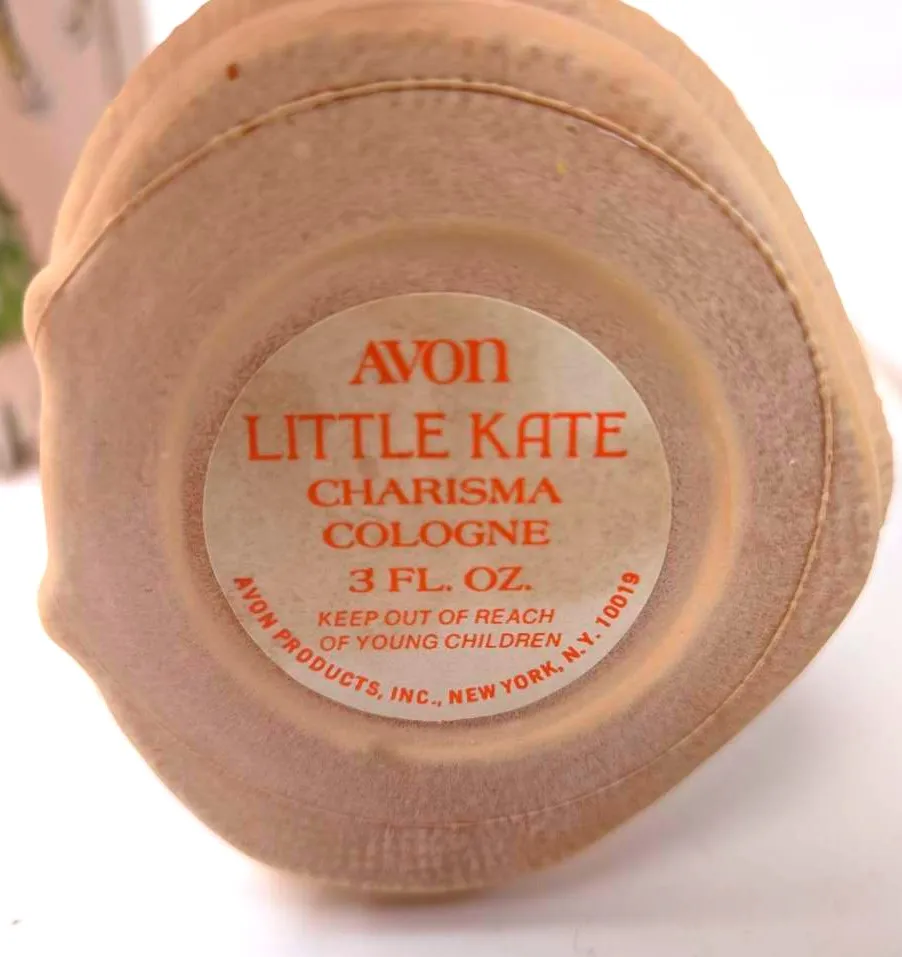 AVON
LITTLE KATE
CHARISMA
COLOGNE
3 FL. OZ.
KEEP OUT OF REACH
OF YOUNG CHILDREN
AVON PRODUCTS, INC., NEW YORK, N.Y. 10019